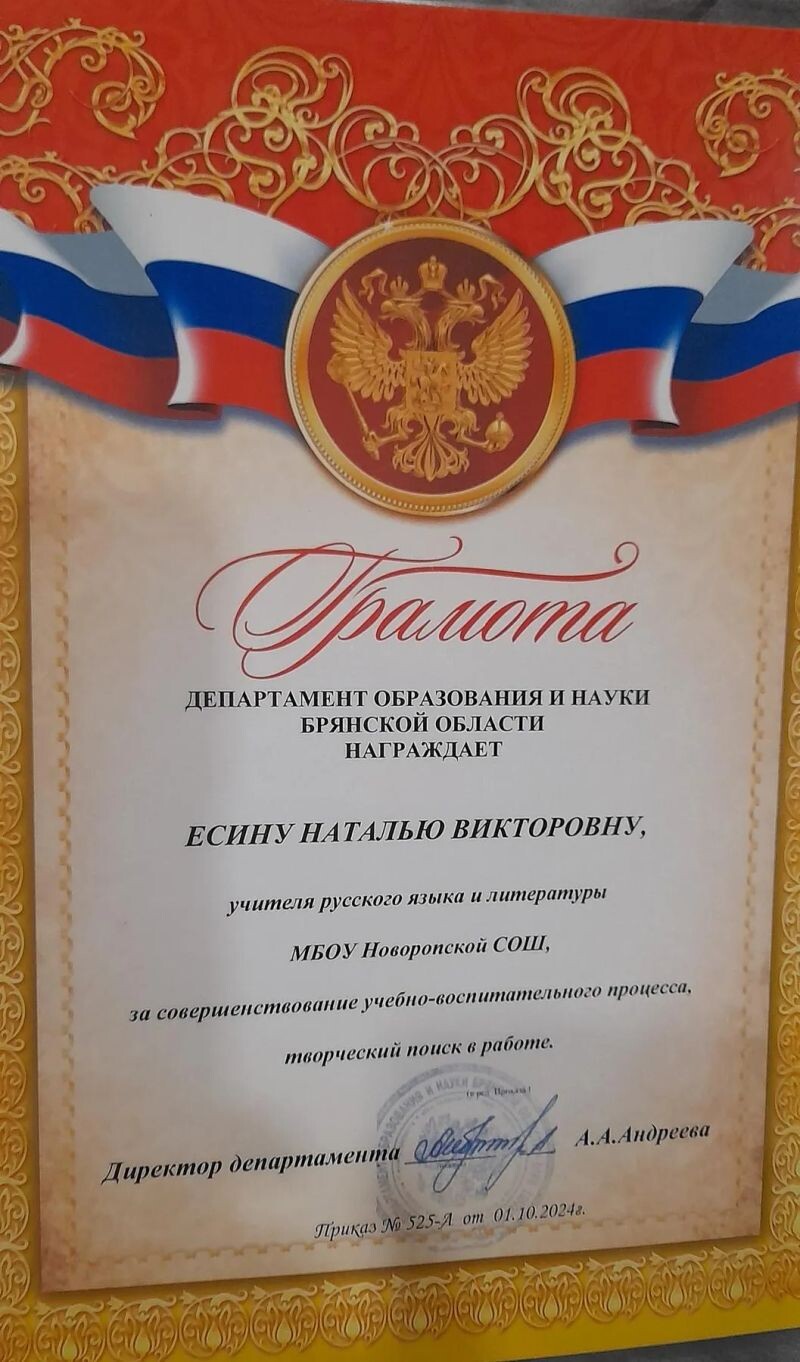 Грамота
ДЕПАРТАМЕНТ ОБРАЗОВАНИЯ И НАУКИ
БРЯНСКОЙ ОБЛАСТИ
НАГРАЖДАЕТ
ЕСИНУ НАТАЛЬЮ ВИКТОРОВНУ,
учителя русского языка и литературы
МБОУ Новоропской СОШ,
за совершенствование учебно-воспитательного процесса,
творческий поиск в работе.
Директор департамента А.А.Андреева
Приказ № 525-А от 01.10.2024г.